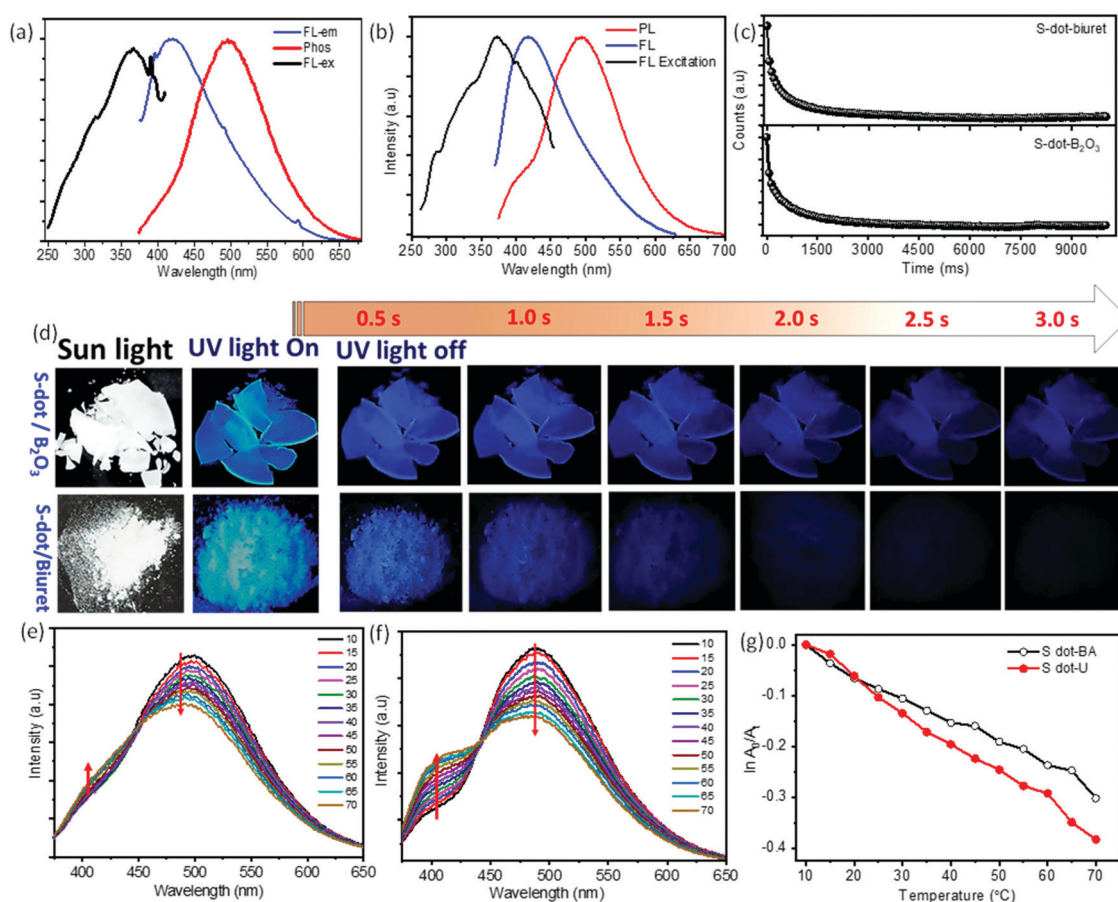 (a)
FL-em
Phos
FL-ex
250 300 350 400 450 500 550 600 650
Wavelength (nm)
(b)
PL
FL
FL Excitation
Intensity (a.u)
250 300 350 400 450 500 550 600 650 700
Wavelength (nm)
(c)
S-dot-biuret
S-dot-B₂O₃
Counts (a.u)
0 1500 3000 4500 6000 7500 9000
Time (ms)
0.5 s 1.0 s 1.5 s 2.0 s 2.5 s 3.0 s
(d)
Sun light UV light On UV light off
S-dot / B₂O₃
S-dot/Biuret
(e)
10
15
20
25
30
35
40
45
50
55
60
65
70
Intensity (a.u)
400 450 500 550 600 650
Wavelength (nm)
(f)
10
15
20
25
30
35
40
45
50
55
60
65
70
Intensity (a.u)
400 450 500 550 600 650
Wavelength (nm)
(g)
S dot-BA
S dot-U
ln A₀/Aₜ
0.0
-0.1
-0.2
-0.3
-0.4
10 20 30 40 50 60 70
Temperature (°C)